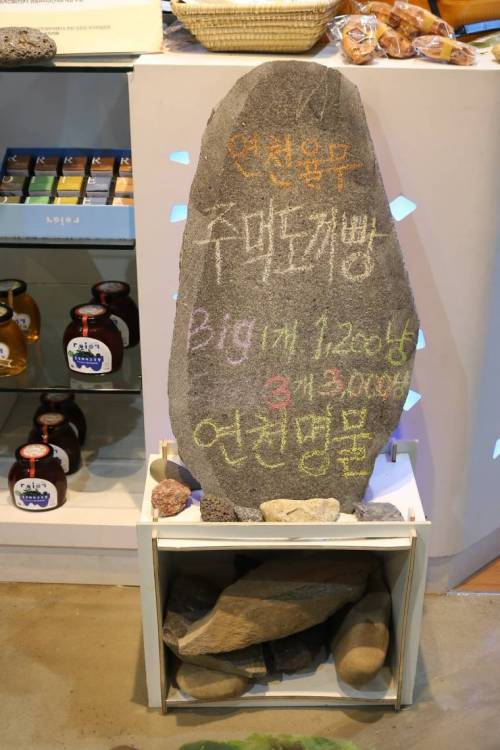 연천율무
주먹도끼빵
Big 1개 1,200냥
3개 3,000냥
연천명물